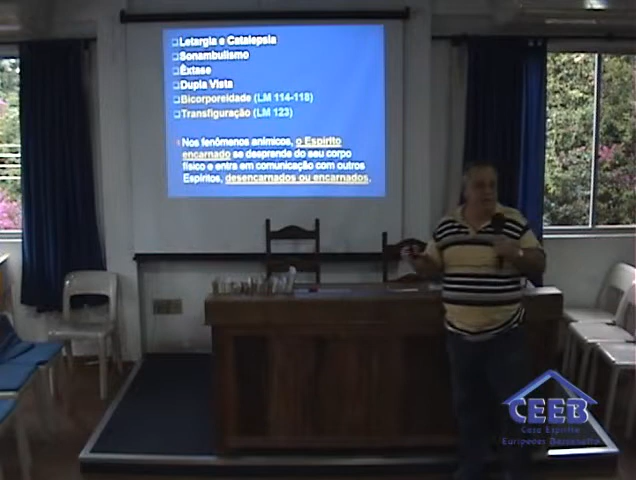 Letargia e Catalepsia
Sonambulismo
Êxtase
Dupla Vista
Bicorporeidade (LM 114-118)
Transfiguração (LM 123)
Nos fenômenos anímicos, o Espírito
encarnado se desprende do seu corpo
físico e entra em comunicação com outros
Espíritos, desencarnados ou encarnados.
CEEB
Casa Espírita
Eurípedes Barsanulfo